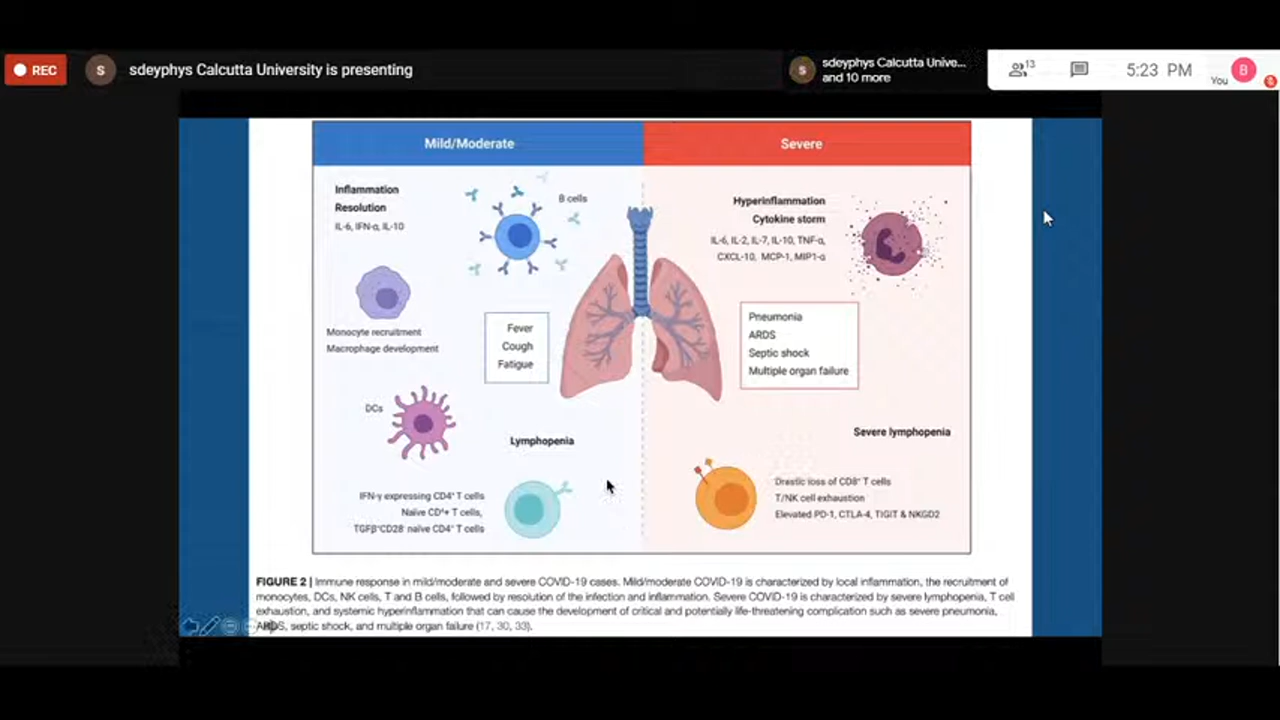 REC
S
sdeyphys Calcutta University is presenting
S
sdeyphys Calcutta Unive...
and 10 more
13
5:23 PM
You
B
Mild/Moderate
Severe
Inflammation
Resolution
IL-6, IFN-α, IL-10
B cells
Monocyte recruitment
Macrophage development
Fever
Cough
Fatigue
DCs
Lymphopenia
IFN-γ expressing CD4⁺ T cells
Naïve CD⁴+ T cells,
TGFβ⁺CD28⁻ naïve CD4⁺ T cells
Hyperinflammation
Cytokine storm
IL-6, IL-2, IL-7, IL-10, TNF-α,
CXCL-10, MCP-1, MIP1-α
Pneumonia
ARDS
Septic shock
Multiple organ failure
Severe lymphopenia
Drastic loss of CD8⁺ T cells
T/NK cell exhaustion
Elevated PD-1, CTLA-4, TIGIT & NKGD2
FIGURE 2 | Immune response in mild/moderate and severe COVID-19 cases. Mild/moderate COVID-19 is characterized by local inflammation, the recruitment of
monocytes, DCs, NK cells, T and B cells, followed by resolution of the infection and inflammation. Severe COVID-19 is characterized by severe lymphopenia, T cell
exhaustion, and systemic hyperinflammation that can cause the development of critical and potentially life-threatening complication such as severe pneumonia,
ARDS, septic shock, and multiple organ failure (17, 30, 33).